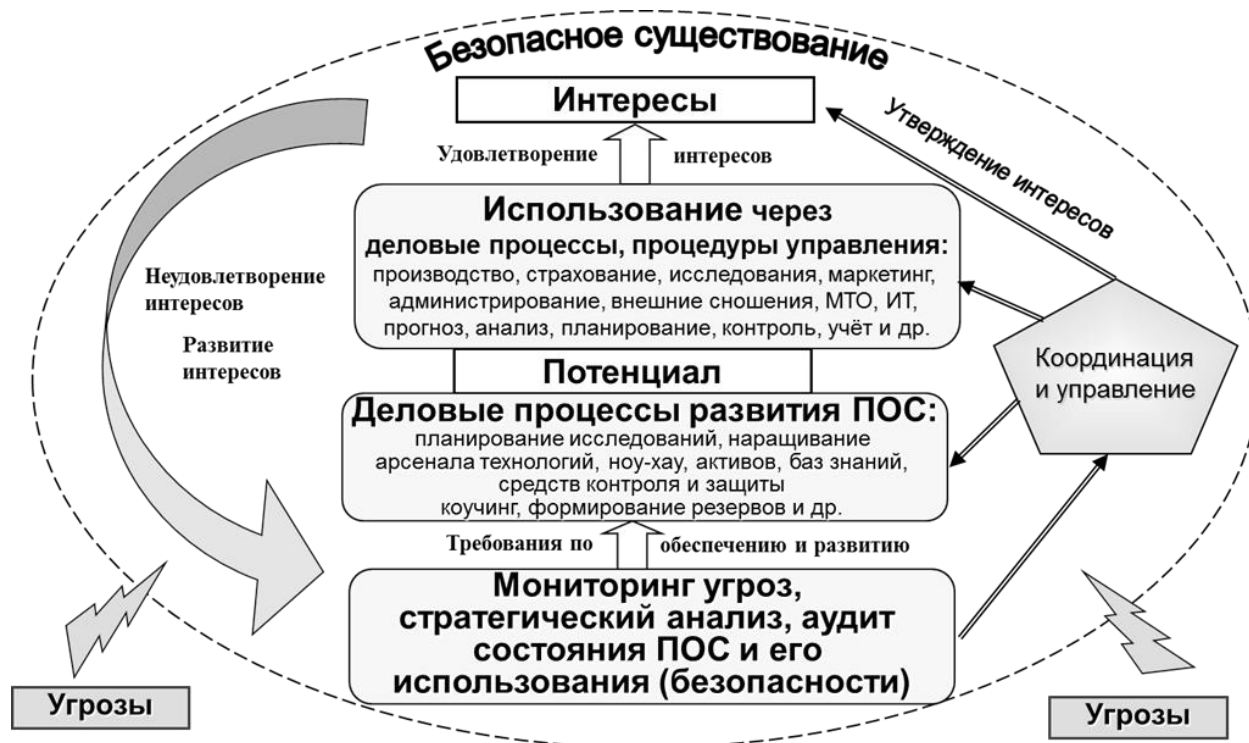 Безопасное существование
Интересы
Удовлетворение интересов
Утверждение интересов
Использование через
деловые процессы, процедуры управления:
производство, страхование, исследования, маркетинг,
администрирование, внешние сношения, МТО, ИТ,
прогноз, анализ, планирование, контроль, учёт и др.
Неудовлетворение
интересов
Развитие
интересов
Координация
и управление
Потенциал
Деловые процессы развития ПОС:
планирование исследований, наращивание
арсенала технологий, ноу-хау, активов, баз знаний,
средств контроля и защиты
коучинг, формирование резервов и др.
Требования по обеспечению и развитию
Мониторинг угроз,
стратегический анализ, аудит
состояния ПОС и его
использования (безопасности)
Угрозы
Угрозы